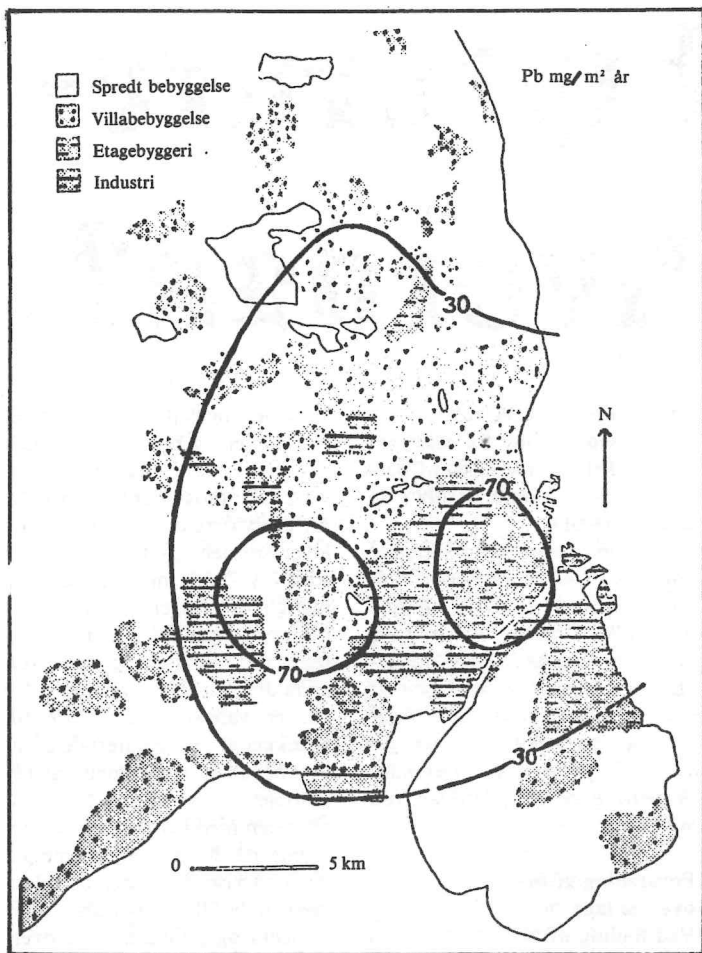 Pb mg/m² år
Spredt bebyggelse
Villabebyggelse
Etagebyggeri
Industri
30
N
70
70
30
0 5 km